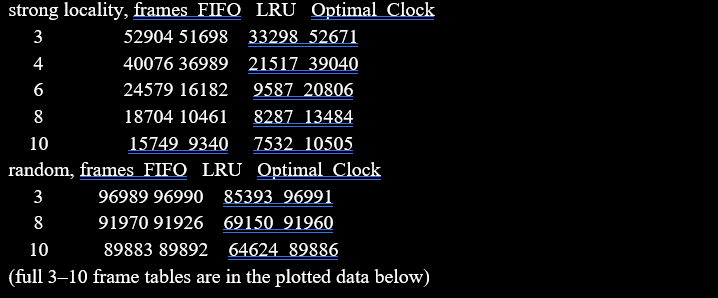 strong locality, frames FIFO LRU Optimal Clock
3 52904 51698 33298 52671
4 40076 36989 21517 39040
6 24579 16182 9587 20806
8 18704 10461 8287 13484
10 15749 9340 7532 10505
random, frames FIFO LRU Optimal Clock
3 96989 96990 85393 96991
8 91970 91926 69150 91960
10 89883 89892 64624 89886
(full 3–10 frame tables are in the plotted data below)